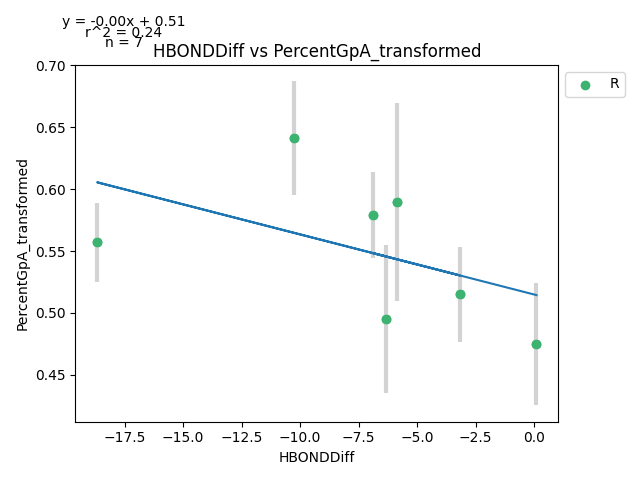 y = -0.00x + 0.51
r^2 = 0.24
n = 7
HBONDDiff vs PercentGpA_transformed
R
PercentGpA_transformed
0.70
0.65
0.60
0.55
0.50
0.45
−17.5 −15.0 −12.5 −10.0 −7.5 −5.0 −2.5 0.0
HBONDDiff